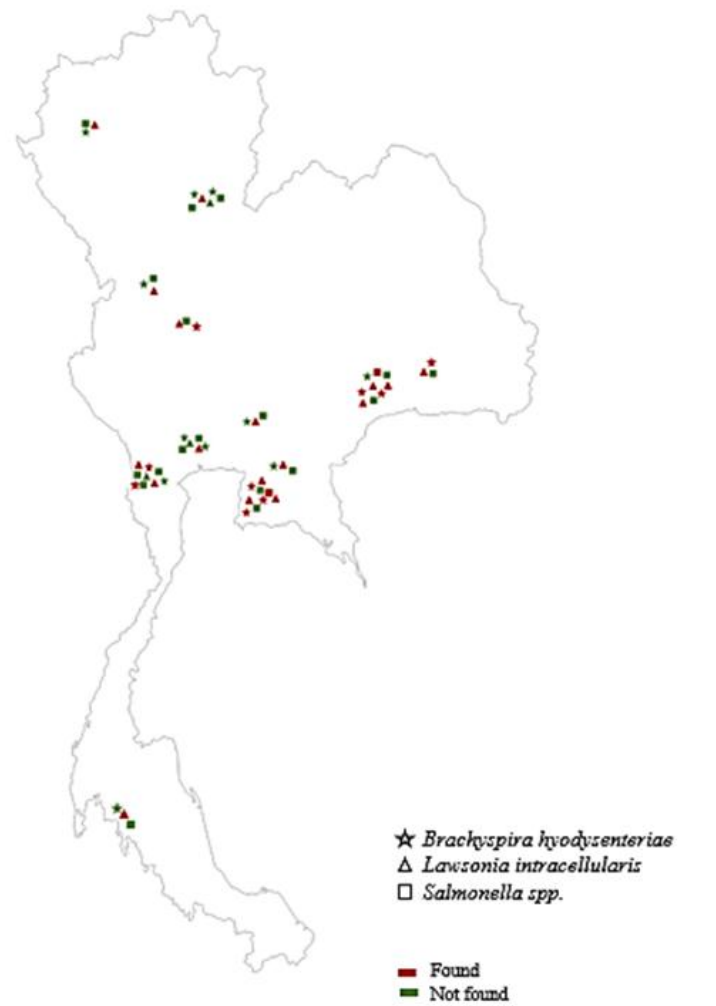 Brachyspira hyodysenteriae
Lawsonia intracellularis
Salmonella spp.
Found
Not found